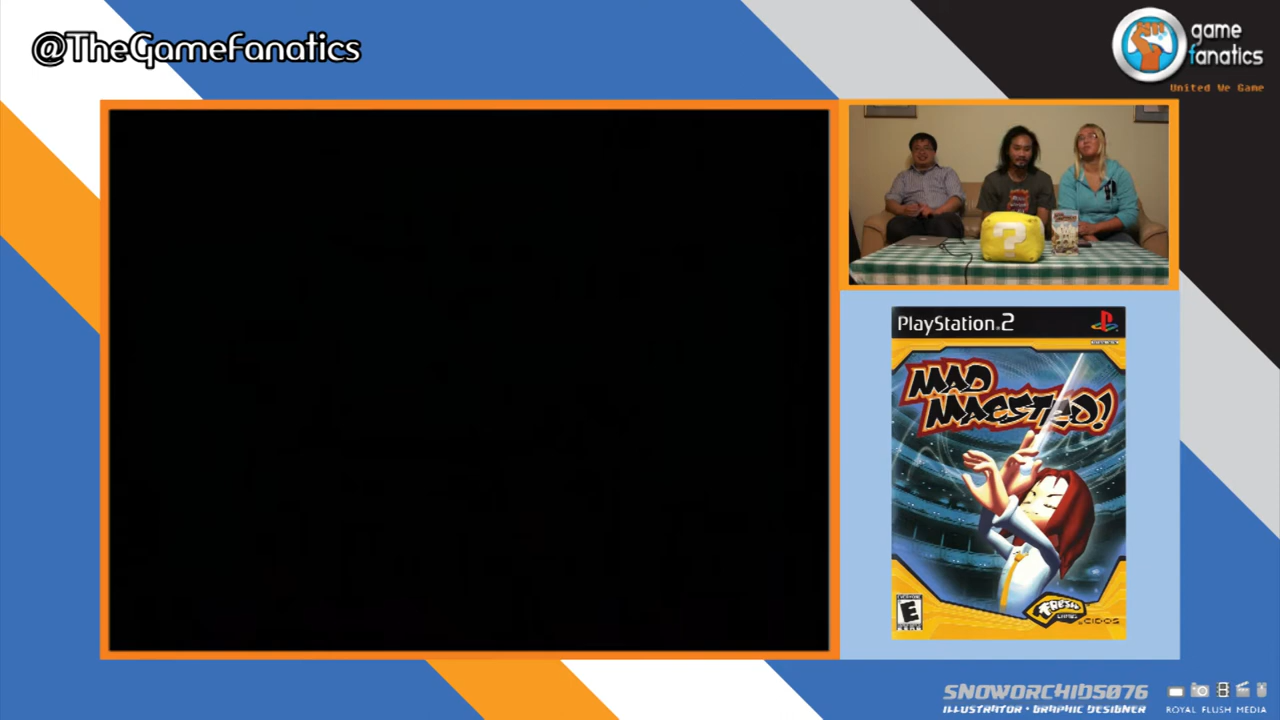 @TheGameFanatics
game
fanatics
United We Game
?
PlayStation.2
MAD
MAESTRO!
E
FRESH
GAMES
EIDOS
SNOWORCHID5076
ILLUSTRATOR • GRAPHIC DESIGNER
ROYAL FLUSH MEDIA